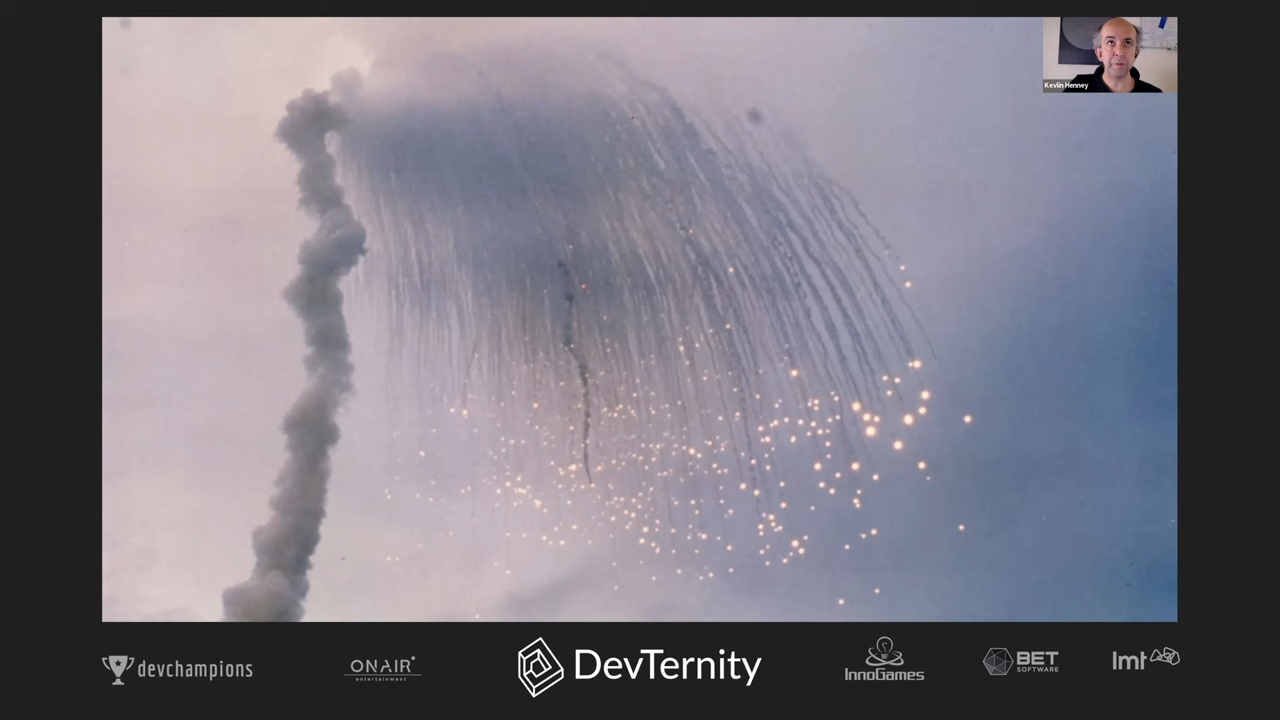 Kevlin Henney
devchampions
ONAIR
entertainment
DevTernity
InnoGames
BET
SOFTWARE
lmt